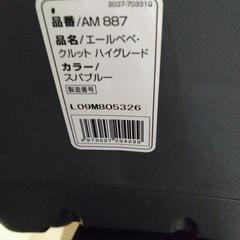 2037-70331Q
品番/AM 887
品名/エールベベ・
クルット ハイグレード
カラー/
スパブルー
製造番号
L09M805326
4973007204295